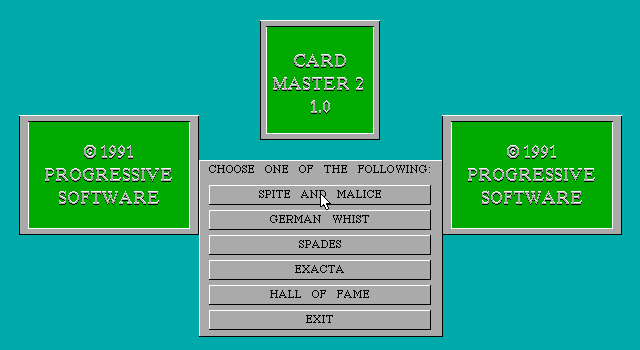 CARD
MASTER 2
1.0
© 1991
PROGRESSIVE
SOFTWARE
© 1991
PROGRESSIVE
SOFTWARE
CHOOSE ONE OF THE FOLLOWING:
SPITE AND MALICE
GERMAN WHIST
SPADES
EXACTA
HALL OF FAME
EXIT